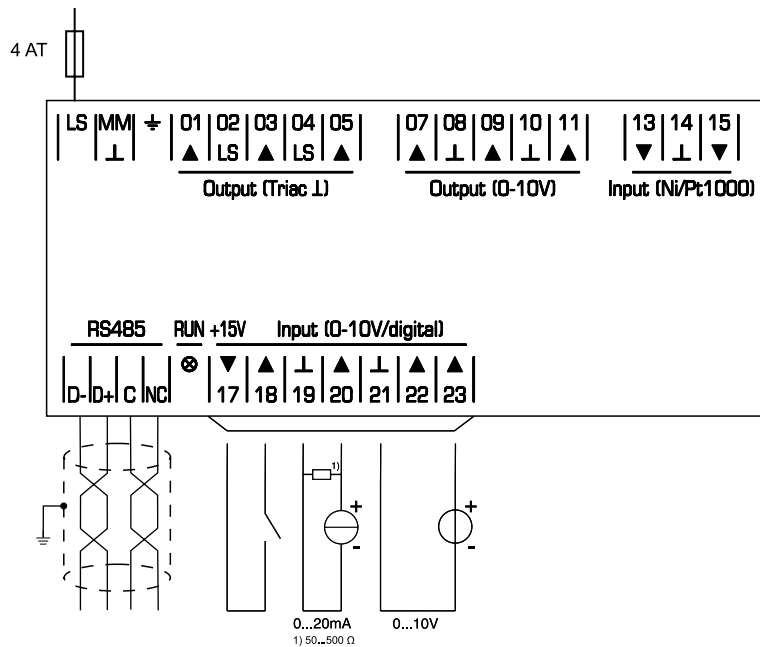 4 AT
LS MM ⏚ 01 02 03 04 05 07 08 09 10 11 13 14 15
⊥ ▲ LS ▲ LS ▲ ▲ ⊥ ▲ ⊥ ▲ ▼ ⊥ ▼
Output (Triac ⊥) Output (0-10V) Input (Ni/Pt1000)
RS485 RUN +15V Input (0-10V/digital)
⊗ ▼ ▲ ⊥ ▲ ⊥ ▲ ▲
D- D+ C NC 17 18 19 20 21 22 23
1)
+ +
- -
0...20mA 0...10V
1) 50...500 Ω